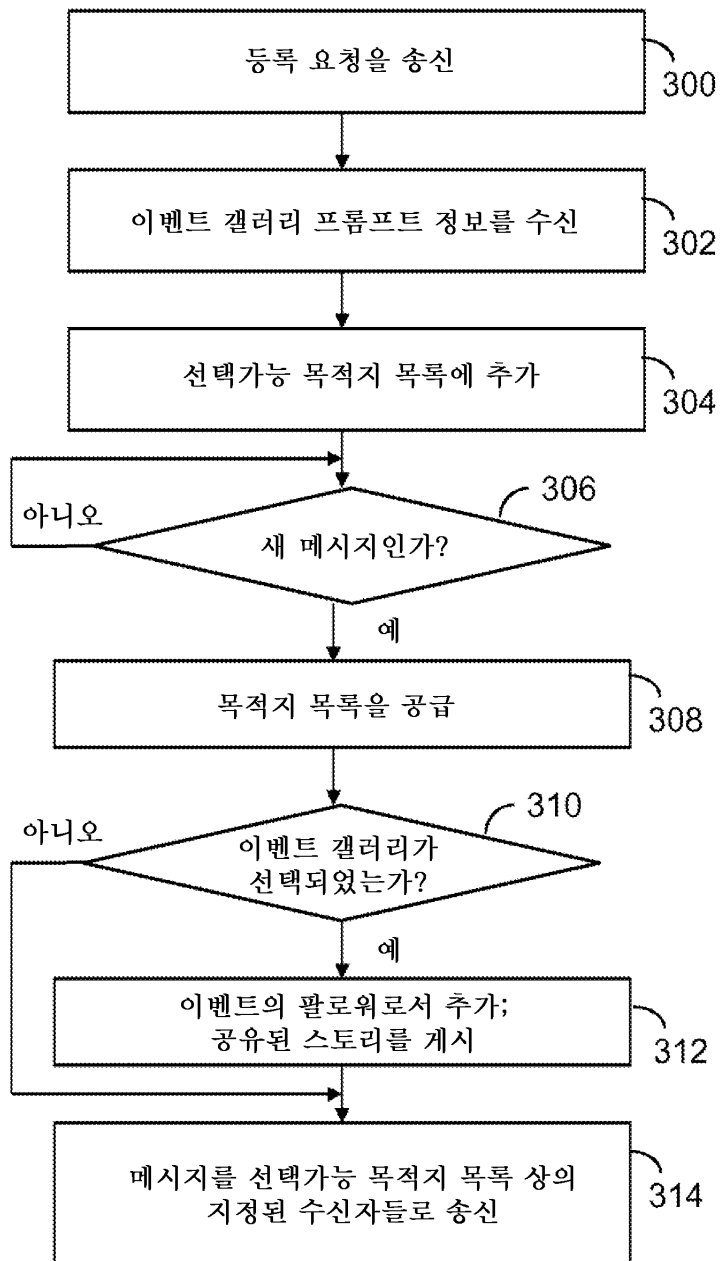 등록 요청을 송신
300
이벤트 갤러리 프롬프트 정보를 수신
302
선택가능 목적지 목록에 추가
304
306
아니오
새 메시지인가?
예
목적지 목록을 공급
308
310
아니오
이벤트 갤러리가
선택되었는가?
예
이벤트의 팔로워로서 추가;
공유된 스토리를 게시
312
메시지를 선택가능 목적지 목록 상의
지정된 수신자들로 송신
314